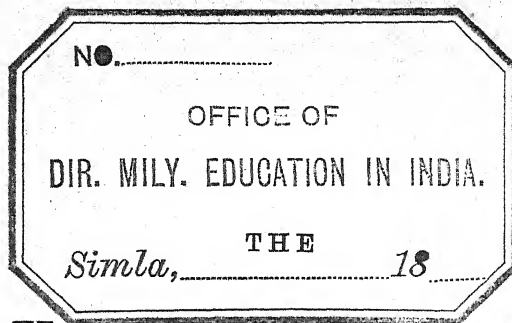 No.
OFFICE OF
DIR. MILY. EDUCATION IN INDIA.
THE
Simla, 18